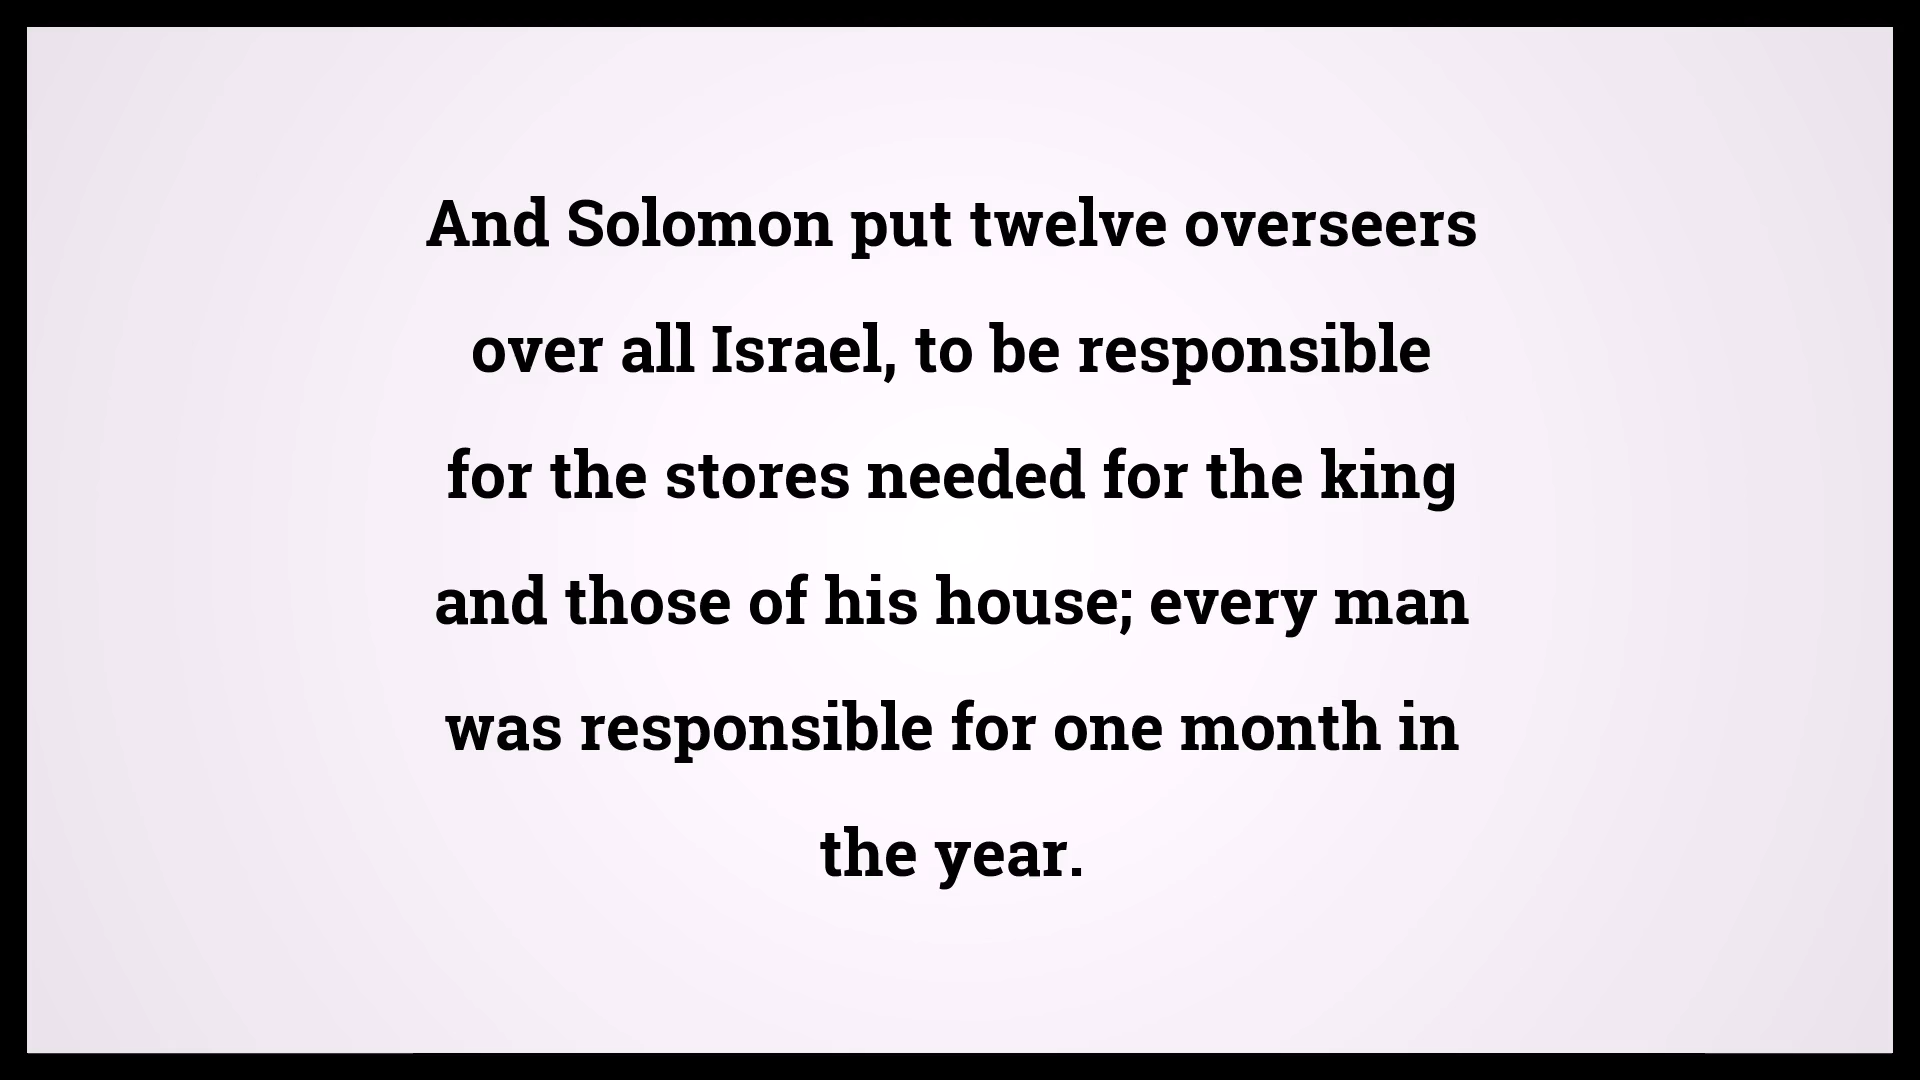 And Solomon put twelve overseers
over all Israel, to be responsible
for the stores needed for the king
and those of his house; every man
was responsible for one month in
the year.